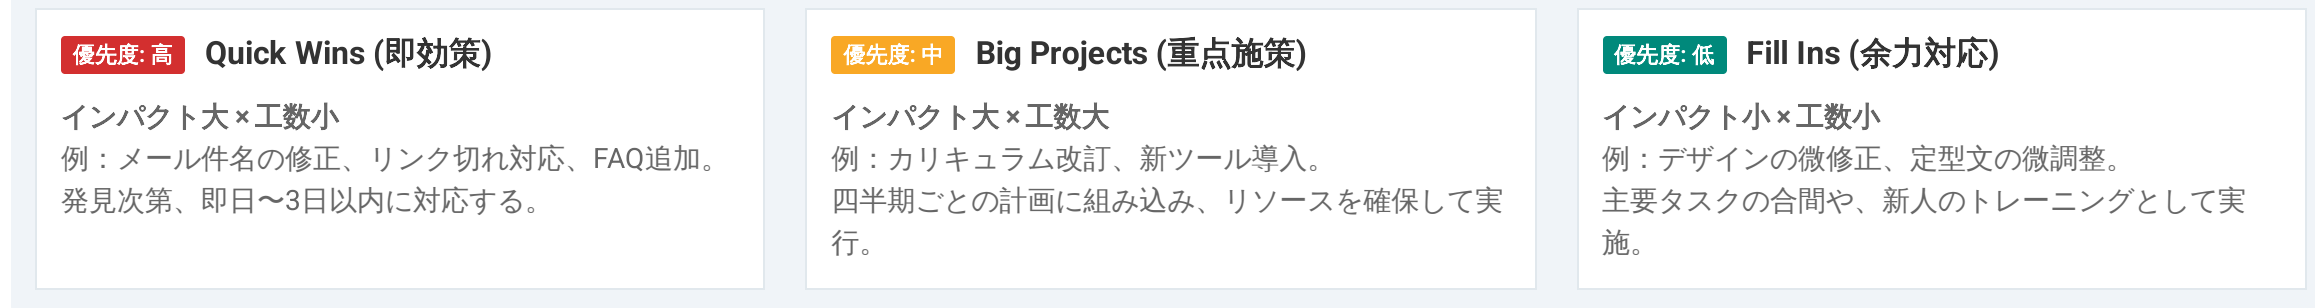 優先度: 高 Quick Wins (即効策)
インパクト大 × 工数小
例：メール件名の修正、リンク切れ対応、FAQ追加。
発見次第、即日〜3日以内に対応する。
優先度: 中 Big Projects (重点施策)
インパクト大 × 工数大
例：カリキュラム改訂、新ツール導入。
四半期ごとの計画に組み込み、リソースを確保して実
行。
優先度: 低 Fill Ins (余力対応)
インパクト小 × 工数小
例：デザインの微修正、定型文の微調整。
主要タスクの合間や、新人のトレーニングとして実
施。